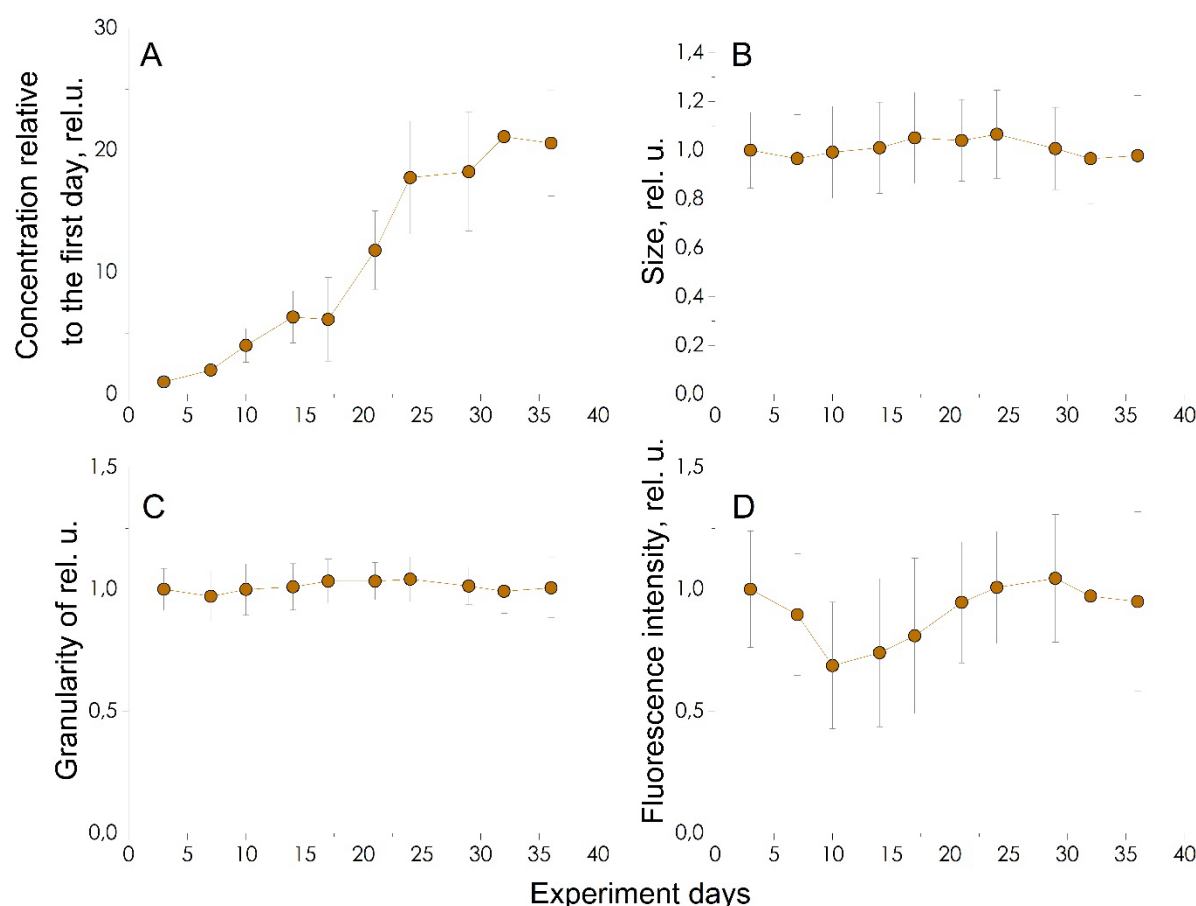 A
Concentration relative
to the first day, rel.u.
30
20
10
0
0 5 10 15 20 25 30 35 40
B
Size, rel. u.
1,4
1,2
1,0
0,8
0,6
0,4
0,2
0,0
0 5 10 15 20 25 30 35 40
C
Granularity of rel. u.
1,5
1,0
0,5
0,0
0 5 10 15 20 25 30 35 40
D
Fluorescence intensity, rel. u.
1,5
1,0
0,5
0,0
0 5 10 15 20 25 30 35 40
Experiment days